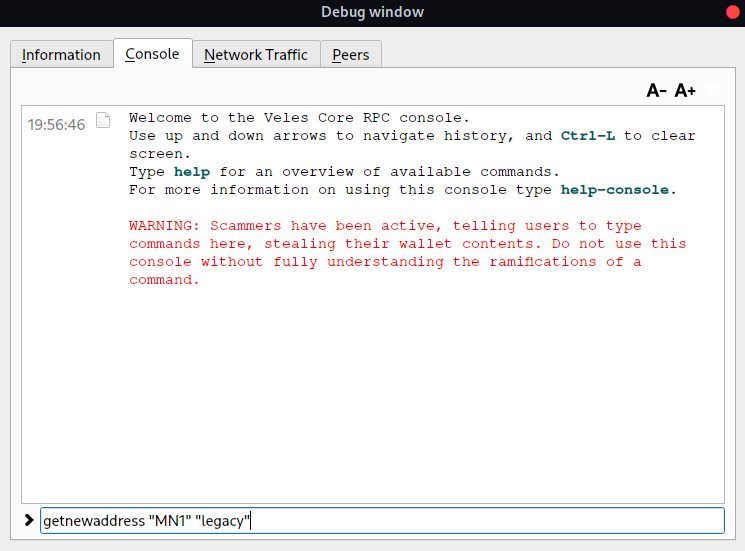 Debug window
Information Console Network Traffic Peers
A- A+
19:56:46 Welcome to the Veles Core RPC console.
Use up and down arrows to navigate history, and Ctrl-L to clear
screen.
Type help for an overview of available commands.
For more information on using this console type help-console.
WARNING: Scammers have been active, telling users to type
commands here, stealing their wallet contents. Do not use this
console without fully understanding the ramifications of a
command.
getnewaddress "MN1" "legacy"